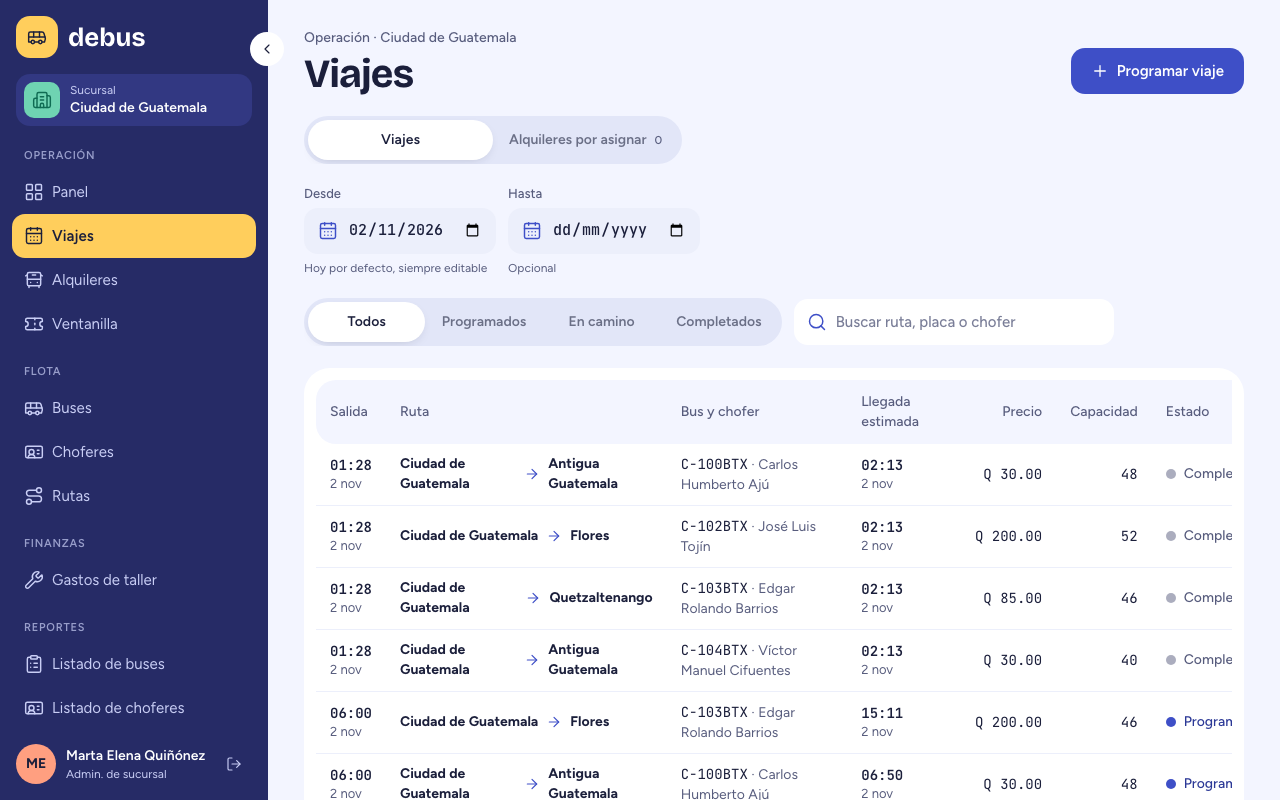 debus
Sucursal
Ciudad de Guatemala
OPERACIÓN
Panel
Viajes
Alquileres
Ventanilla
FLOTA
Buses
Choferes
Rutas
FINANZAS
Gastos de taller
REPORTES
Listado de buses
Listado de choferes
ME
Marta Elena Quiñónez
Admin. de sucursal
Operación · Ciudad de Guatemala
Viajes
Programar viaje
Viajes
Alquileres por asignar 0
Desde
Hasta
02/11/2026
dd/mm/yyyy
Hoy por defecto, siempre editable
Opcional
Todos
Programados
En camino
Completados
Buscar ruta, placa o chofer
Salida
Ruta
Bus y chofer
Llegada
estimada
Precio
Capacidad
Estado
01:28
2 nov
Ciudad de
Guatemala
Antigua
Guatemala
C-100BTX · Carlos
Humberto Ajú
02:13
2 nov
Q 30.00
48
Comple
01:28
2 nov
Ciudad de Guatemala
Flores
C-102BTX · José Luis
Tojín
02:13
2 nov
Q 200.00
52
Comple
01:28
2 nov
Ciudad de
Guatemala
Quetzaltenango
C-103BTX · Edgar
Rolando Barrios
02:13
2 nov
Q 85.00
46
Comple
01:28
2 nov
Ciudad de
Guatemala
Antigua
Guatemala
C-104BTX · Víctor
Manuel Cifuentes
02:13
2 nov
Q 30.00
40
Comple
06:00
2 nov
Ciudad de Guatemala
Flores
C-103BTX · Edgar
Rolando Barrios
15:11
2 nov
Q 200.00
46
Program
06:00
2 nov
Ciudad de
Guatemala
Antigua
Guatemala
C-100BTX · Carlos
Humberto Ajú
06:50
2 nov
Q 30.00
48
Program